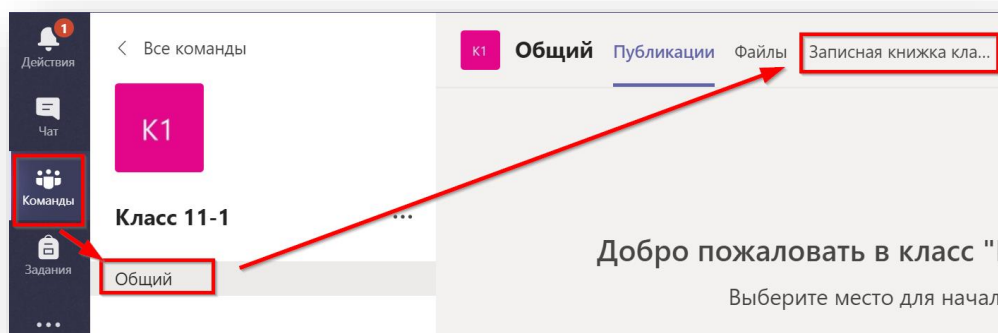 1
Действия
Чат
Команды
Задания
Все команды
K1
Класс 11-1
Общий
K1
Общий Публикации Файлы Записная книжка кла...
Добро пожаловать в класс "
Выберите место для начал